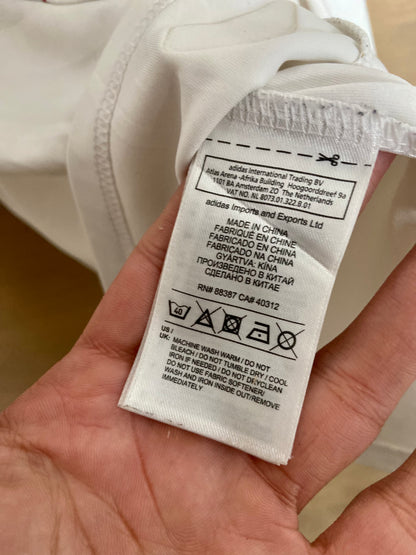 adidas International Trading BV
Atlas Arena -Afrika Building Hoogoorddreef 9a
1101 BA Amsterdam ZO The Netherlands
VAT NO. NL 8073.01.322.B.01
adidas Imports and Exports Ltd
MADE IN CHINA
FABRIQUÉ EN CHINE
FABRICADO EN CHINA
FABRICADO NA CHINA
GYÁRTVA: KÍNA
ПРОИЗВЕДЕНО В КИТАЕ
СДЕЛАНО В КИТАЕ
RN# 88387 CA# 40312
40
US /
UK: MACHINE WASH WARM / DO NOT
BLEACH / DO NOT TUMBLE DRY / COOL
IRON IF NEEDED / DO NOT DRYCLEAN
DO NOT USE FABRIC SOFTENER/
WASH AND IRON INSIDE OUT/REMOVE
IMMEDIATELY